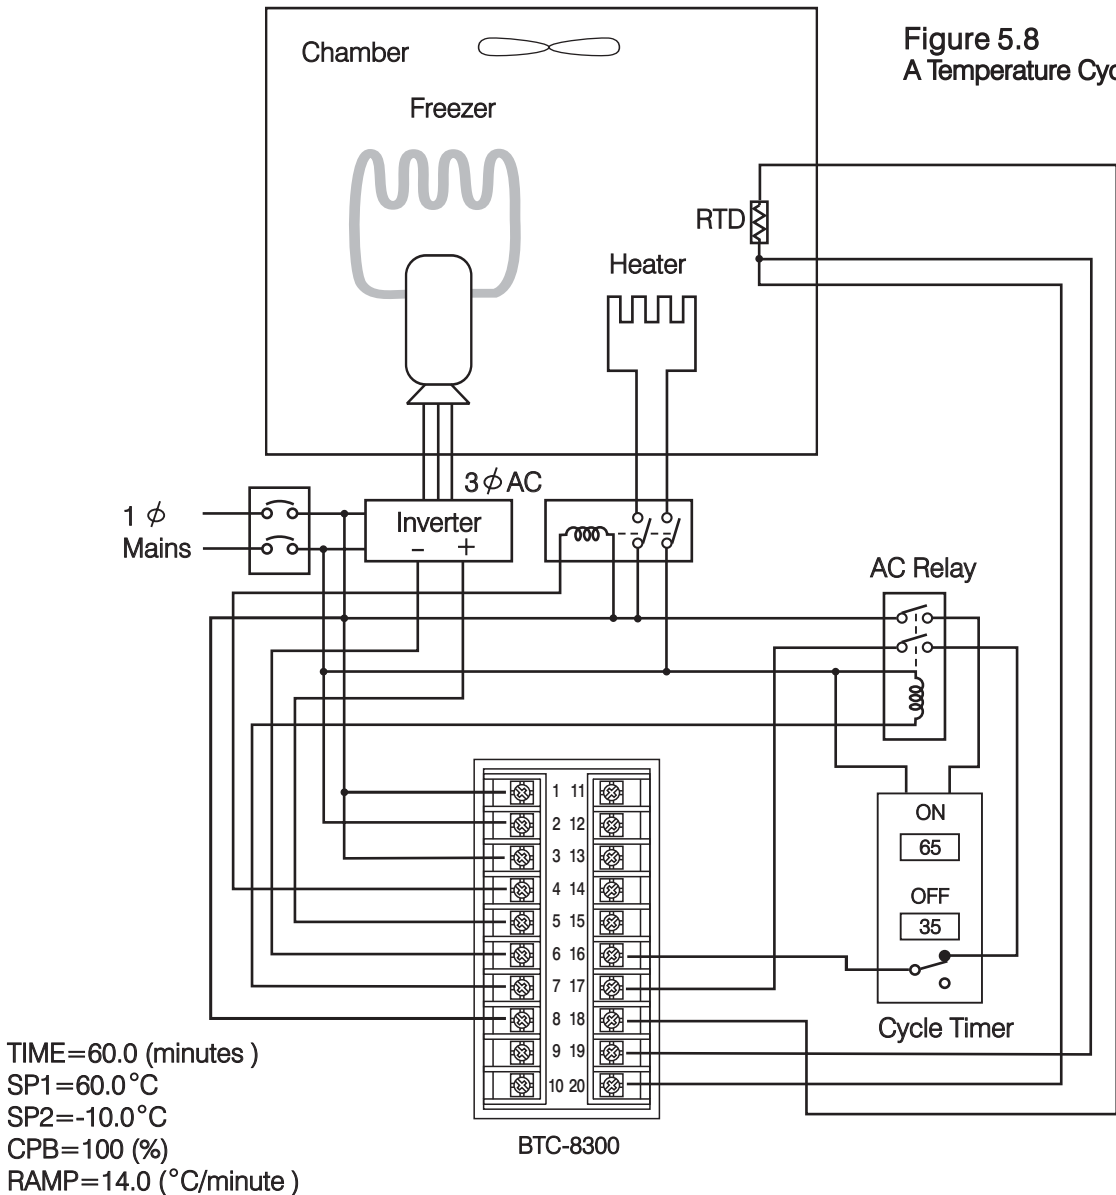 Figure 5.8
A Temperature Cyc
Chamber
Freezer
RTD
Heater
3 ϕ AC
1 ϕ
Mains
Inverter
− +
AC Relay
1 11
2 12
3 13
4 14
5 15
6 16
7 17
8 18
9 19
10 20
ON
65
OFF
35
Cycle Timer
BTC-8300
TIME=60.0 (minutes )
SP1=60.0°C
SP2=-10.0°C
CPB=100 (%)
RAMP=14.0 (°C/minute )